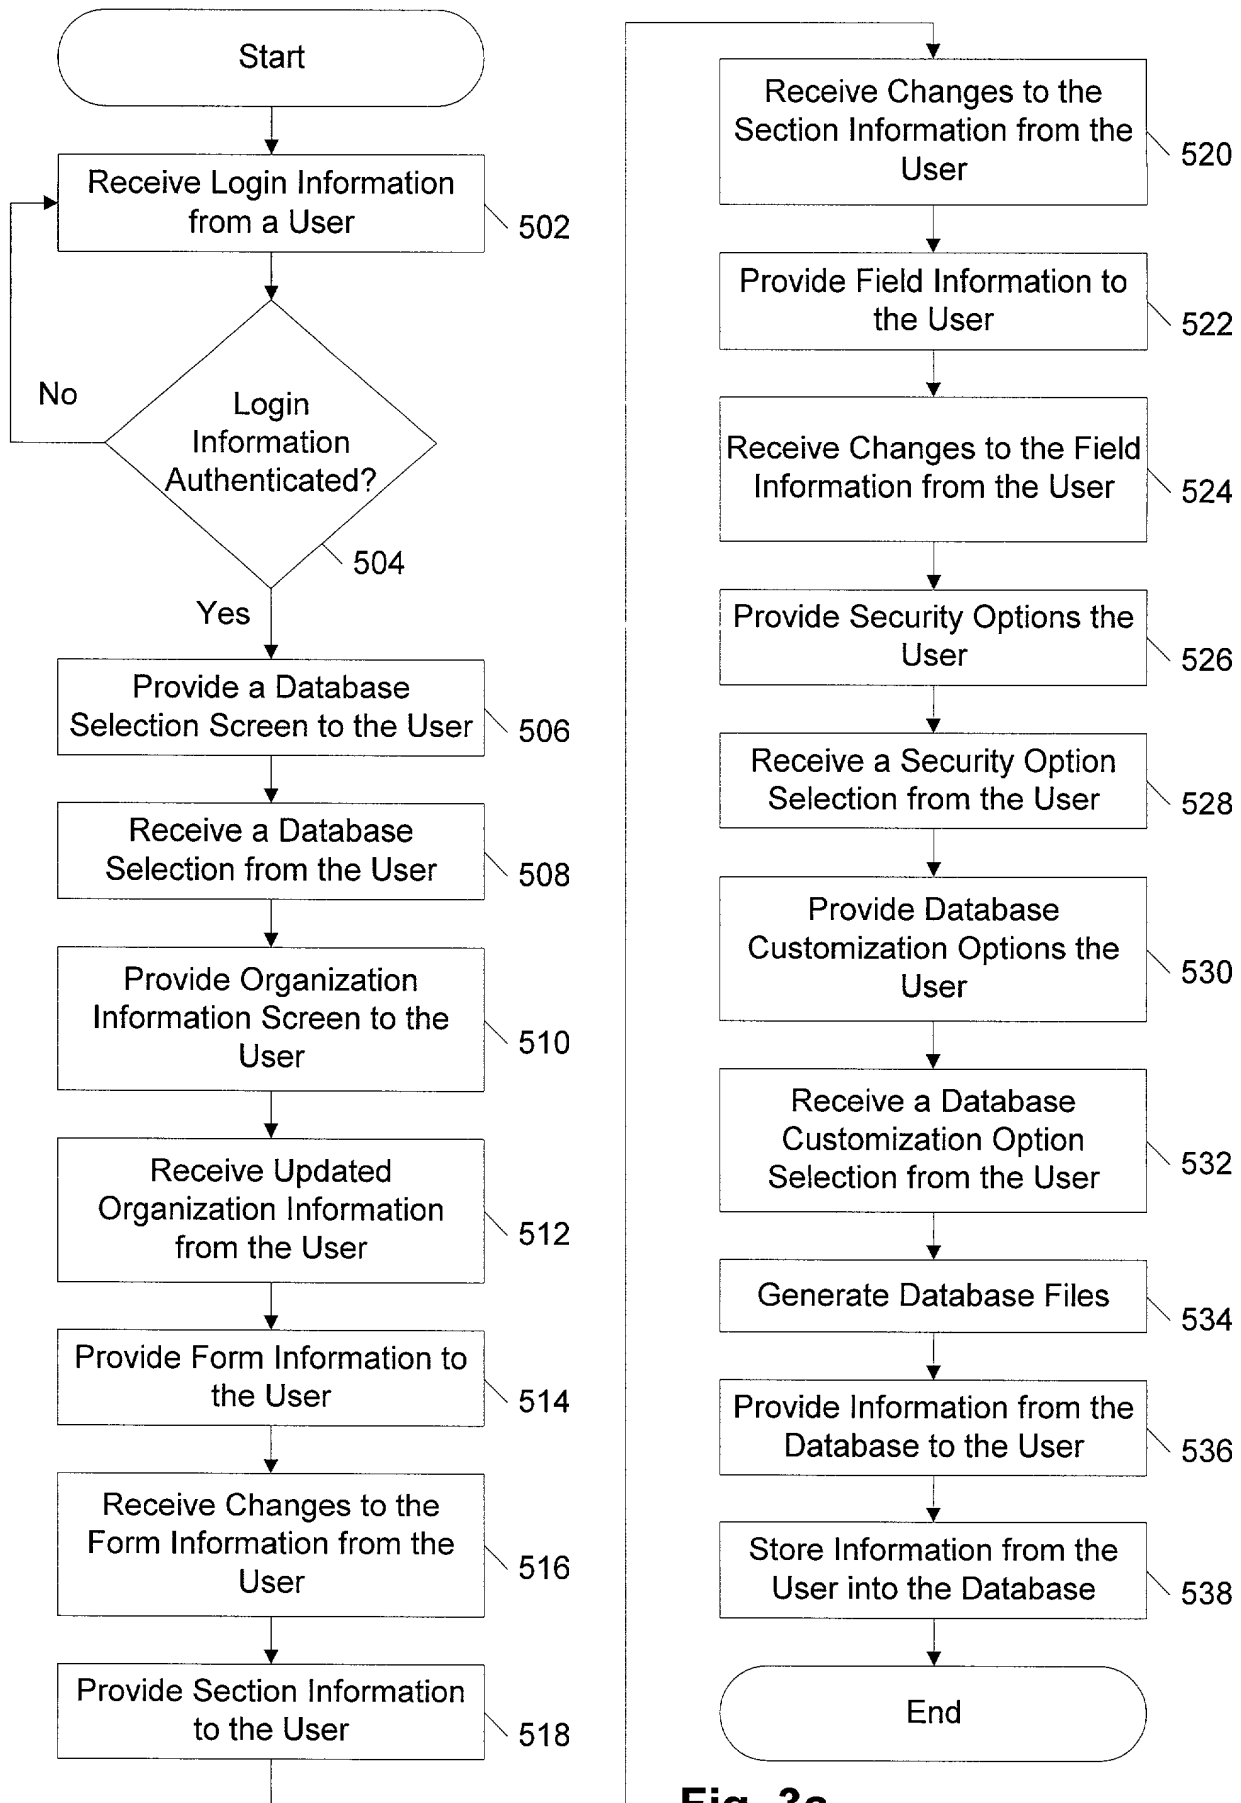 Start
Receive Login Information
from a User
502
No
Login
Information
Authenticated?
504
Yes
Provide a Database
Selection Screen to the User
506
Receive a Database
Selection from the User
508
Provide Organization
Information Screen to the
User
510
Receive Updated
Organization Information
from the User
512
Provide Form Information to
the User
514
Receive Changes to the
Form Information from the
User
516
Provide Section Information
to the User
518
Receive Changes to the
Section Information from the
User
520
Provide Field Information to
the User
522
Receive Changes to the Field
Information from the User
524
Provide Security Options the
User
526
Receive a Security Option
Selection from the User
528
Provide Database
Customization Options the
User
530
Receive a Database
Customization Option
Selection from the User
532
Generate Database Files
534
Provide Information from the
Database to the User
536
Store Information from the
User into the Database
538
End